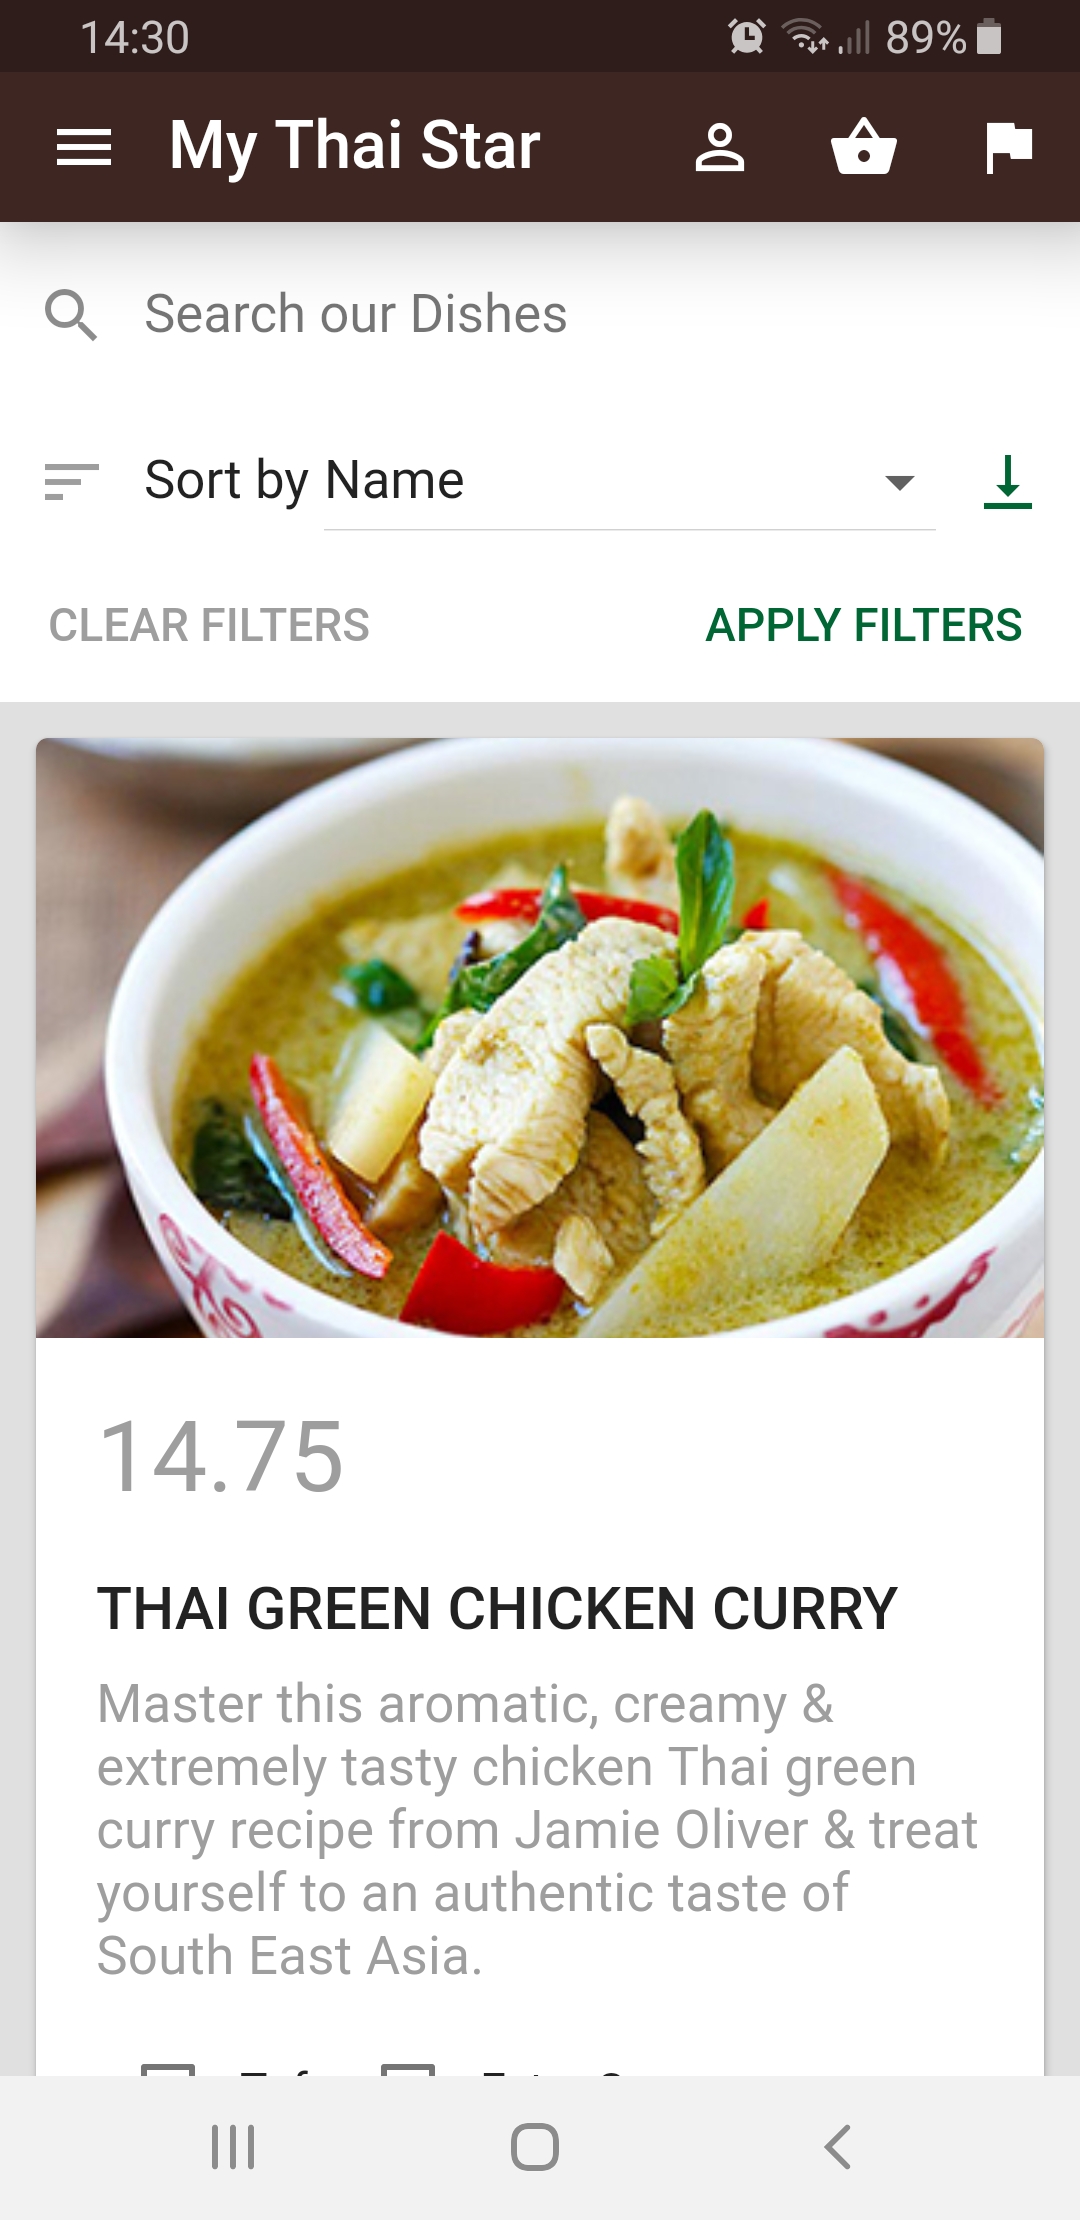 14:30 89%
My Thai Star
Search our Dishes
Sort by Name
CLEAR FILTERS APPLY FILTERS
14.75
THAI GREEN CHICKEN CURRY
Master this aromatic, creamy &
extremely tasty chicken Thai green
curry recipe from Jamie Oliver & treat
yourself to an authentic taste of
South East Asia.